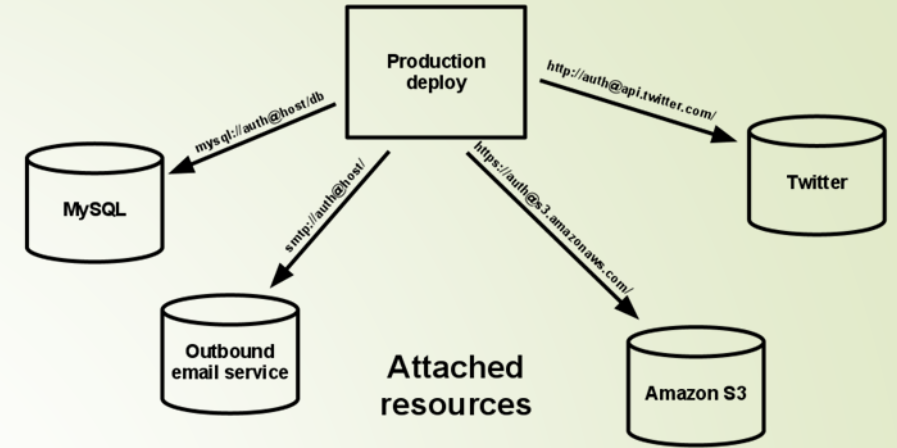 Production
deploy
http://auth@api.twitter.com/
mysql://auth@host/db
smtp://auth@host/
https://auth@s3.amazonaws.com/
Twitter
MySQL
Outbound
email service
Attached
resources
Amazon S3